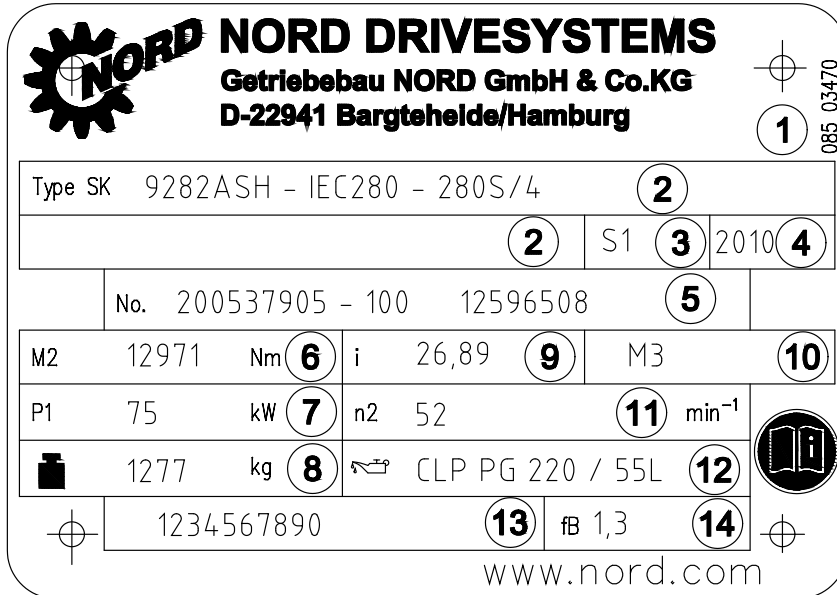 NORD
NORD DRIVESYSTEMS
Getriebebau NORD GmbH & Co.KG
D-22941 Bargteheide/Hamburg
1
085 03470
Type SK 9282ASH - IEC280 - 280S/4 2
2 S1 3 2010 4
No. 200537905 - 100 12596508 5
M2 12971 Nm 6 i 26,89 9 M3 10
P1 75 kW 7 n2 52 11 min⁻¹
1277 kg 8 CLP PG 220 / 55L 12
i
1234567890 13 fB 1,3 14
www.nord.com